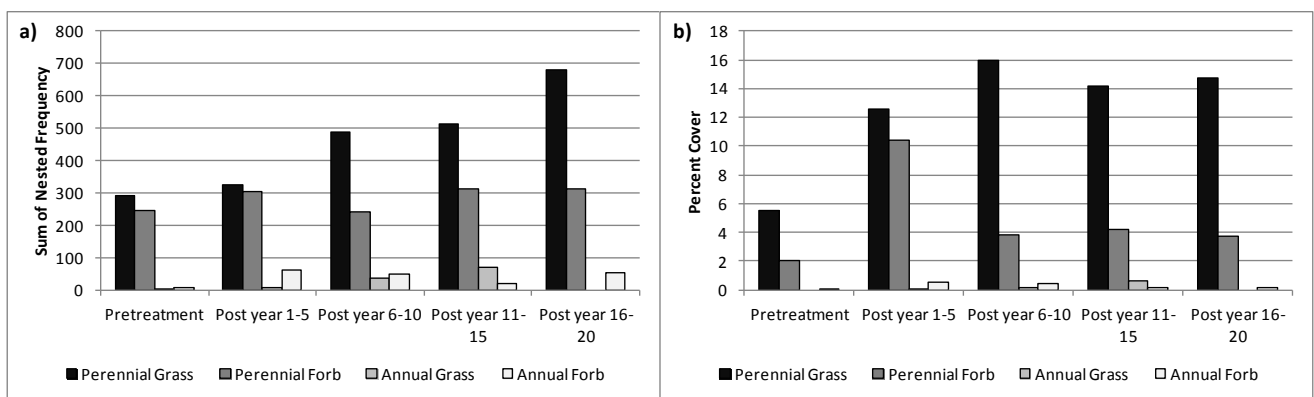 a)
Sum of Nested Frequency
800
700
600
500
400
300
200
100
0
Pretreatment
Post year 1-5
Post year 6-10
Post year 11-
15
Post year 16-
20
Perennial Grass
Perennial Forb
Annual Grass
Annual Forb
b)
Percent Cover
18
16
14
12
10
8
6
4
2
0
Pretreatment
Post year 1-5
Post year 6-10
Post year 11-
15
Post year 16-
20
Perennial Grass
Perennial Forb
Annual Grass
Annual Forb